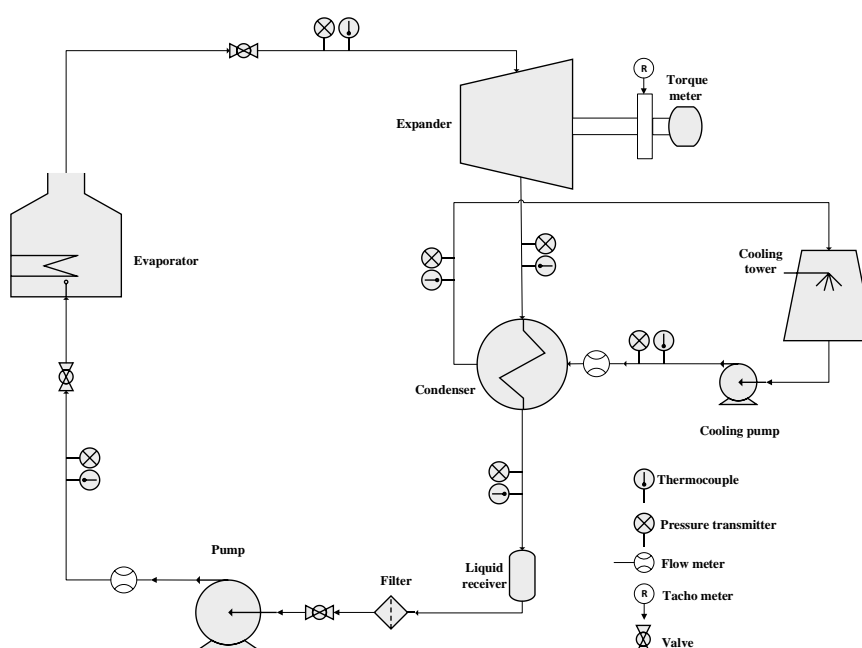 R
Torque
meter
Expander
Evaporator
Cooling
tower
Condenser
Cooling pump
Thermocouple
Pressure transmitter
Pump
Liquid
receiver
Filter
Flow meter
R
Tacho meter
Valve